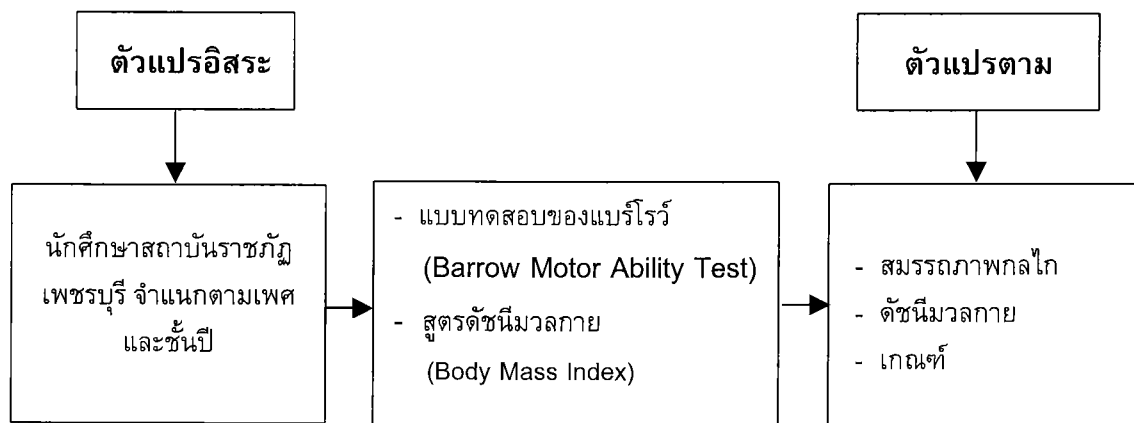 ตัวแปรอิสระ
ตัวแปรตาม
นักศึกษาสถาบันราชภัฏ
เพชรบุรี จำแนกตามเพศ
และชั้นปี
- แบบทดสอบของแบร์โรว์
(Barrow Motor Ability Test)
- สูตรดัชนีมวลกาย
(Body Mass Index)
- สมรรถภาพกลไก
- ดัชนีมวลกาย
- เกณฑ์